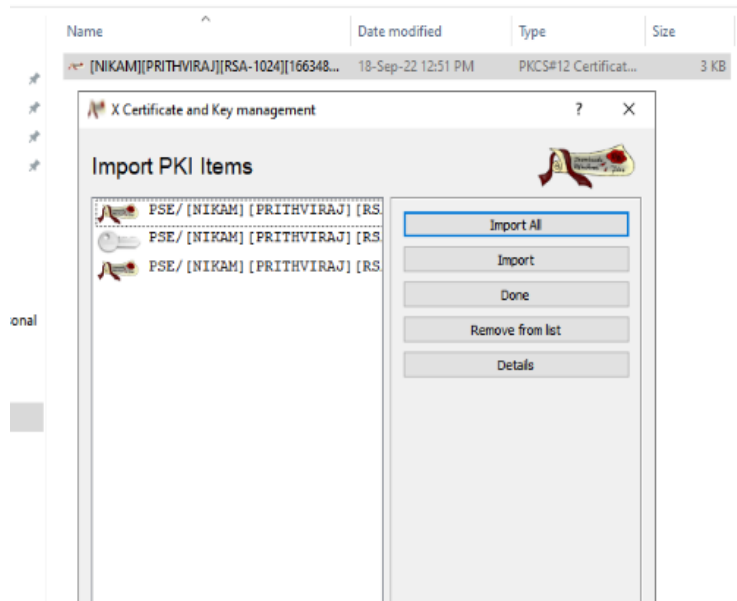 Name Date modified Type Size
[NIKAM][PRITHVIRAJ][RSA-1024][166348... 18-Sep-22 12:51 PM PKCS#12 Certificat... 3 KB
X Certificate and Key management ? X
Import PKI Items
PSE/[NIKAM][PRITHVIRAJ][RS
PSE/[NIKAM][PRITHVIRAJ][RS
PSE/[NIKAM][PRITHVIRAJ][RS
Import All
Import
Done
Remove from list
Details
sonal